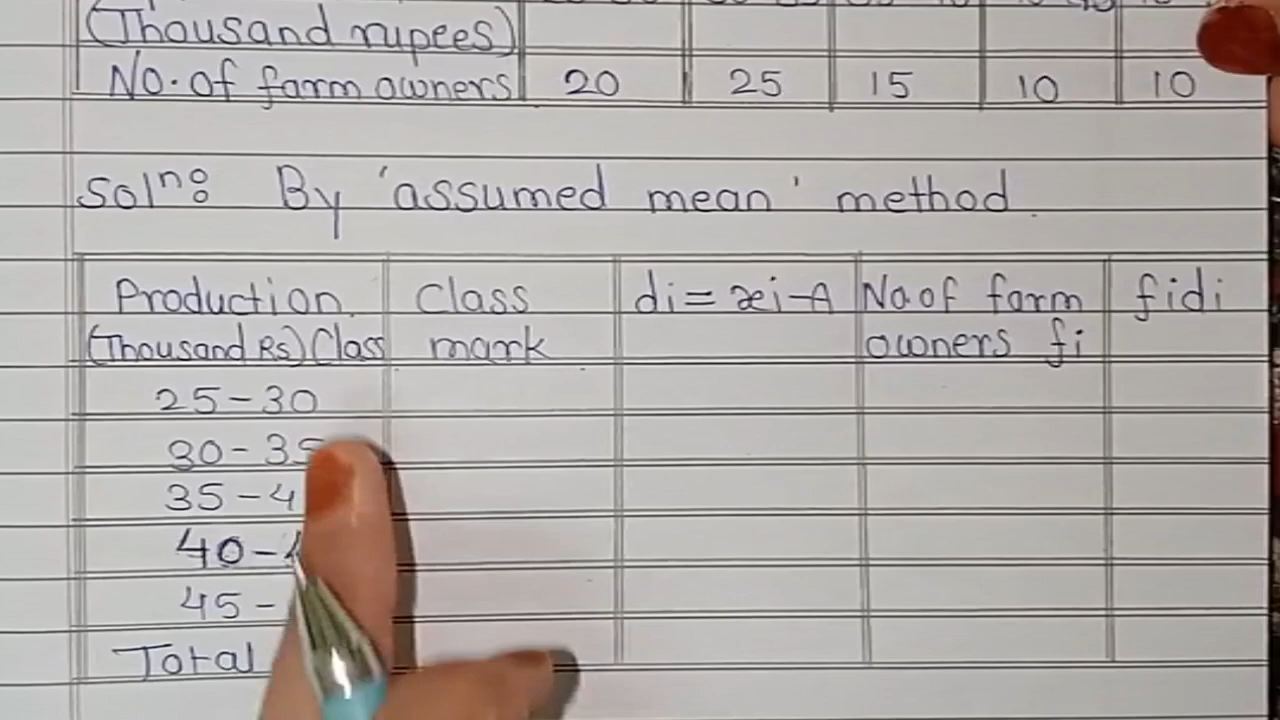 (Thousand rupees)
No. of farm owners 20 25 15 10 10
Solnº: By 'assumed mean' method.
Production Class di = xi - A No. of farm fidi
(Thousand Rs) Class mark owners fi
25-30
30-35
35-4
40-
45-
Total